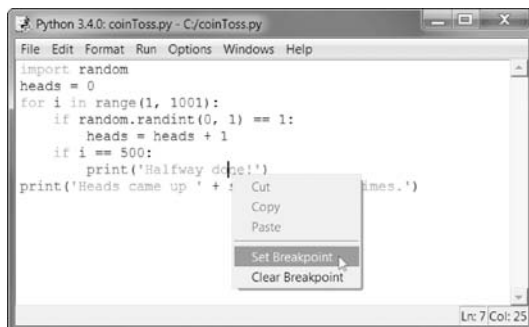 Python 3.4.0: coinToss.py - C:/coinToss.py
File Edit Format Run Options Windows Help
import random
heads = 0
for i in range(1, 1001):
    if random.randint(0, 1) == 1:
        heads = heads + 1
    if i == 500:
        print('Halfway done!')
print('Heads came up ' + s imes.')
Cut
Copy
Paste
Set Breakpoint
Clear Breakpoint
Ln: 7 Col: 25